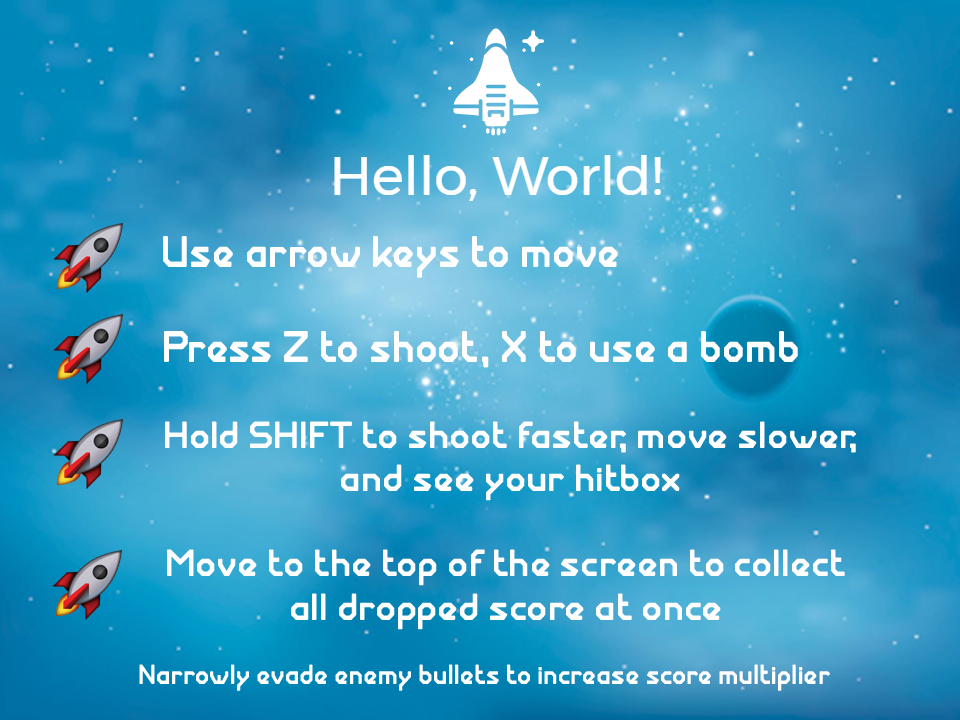 Hello, World!
Use arrow keys to move
Press Z to shoot, X to use a bomb
Hold SHIFT to shoot faster, move slower,
and see your hitbox
Move to the top of the screen to collect
all dropped score at once
Narrowly evade enemy bullets to increase score multiplier